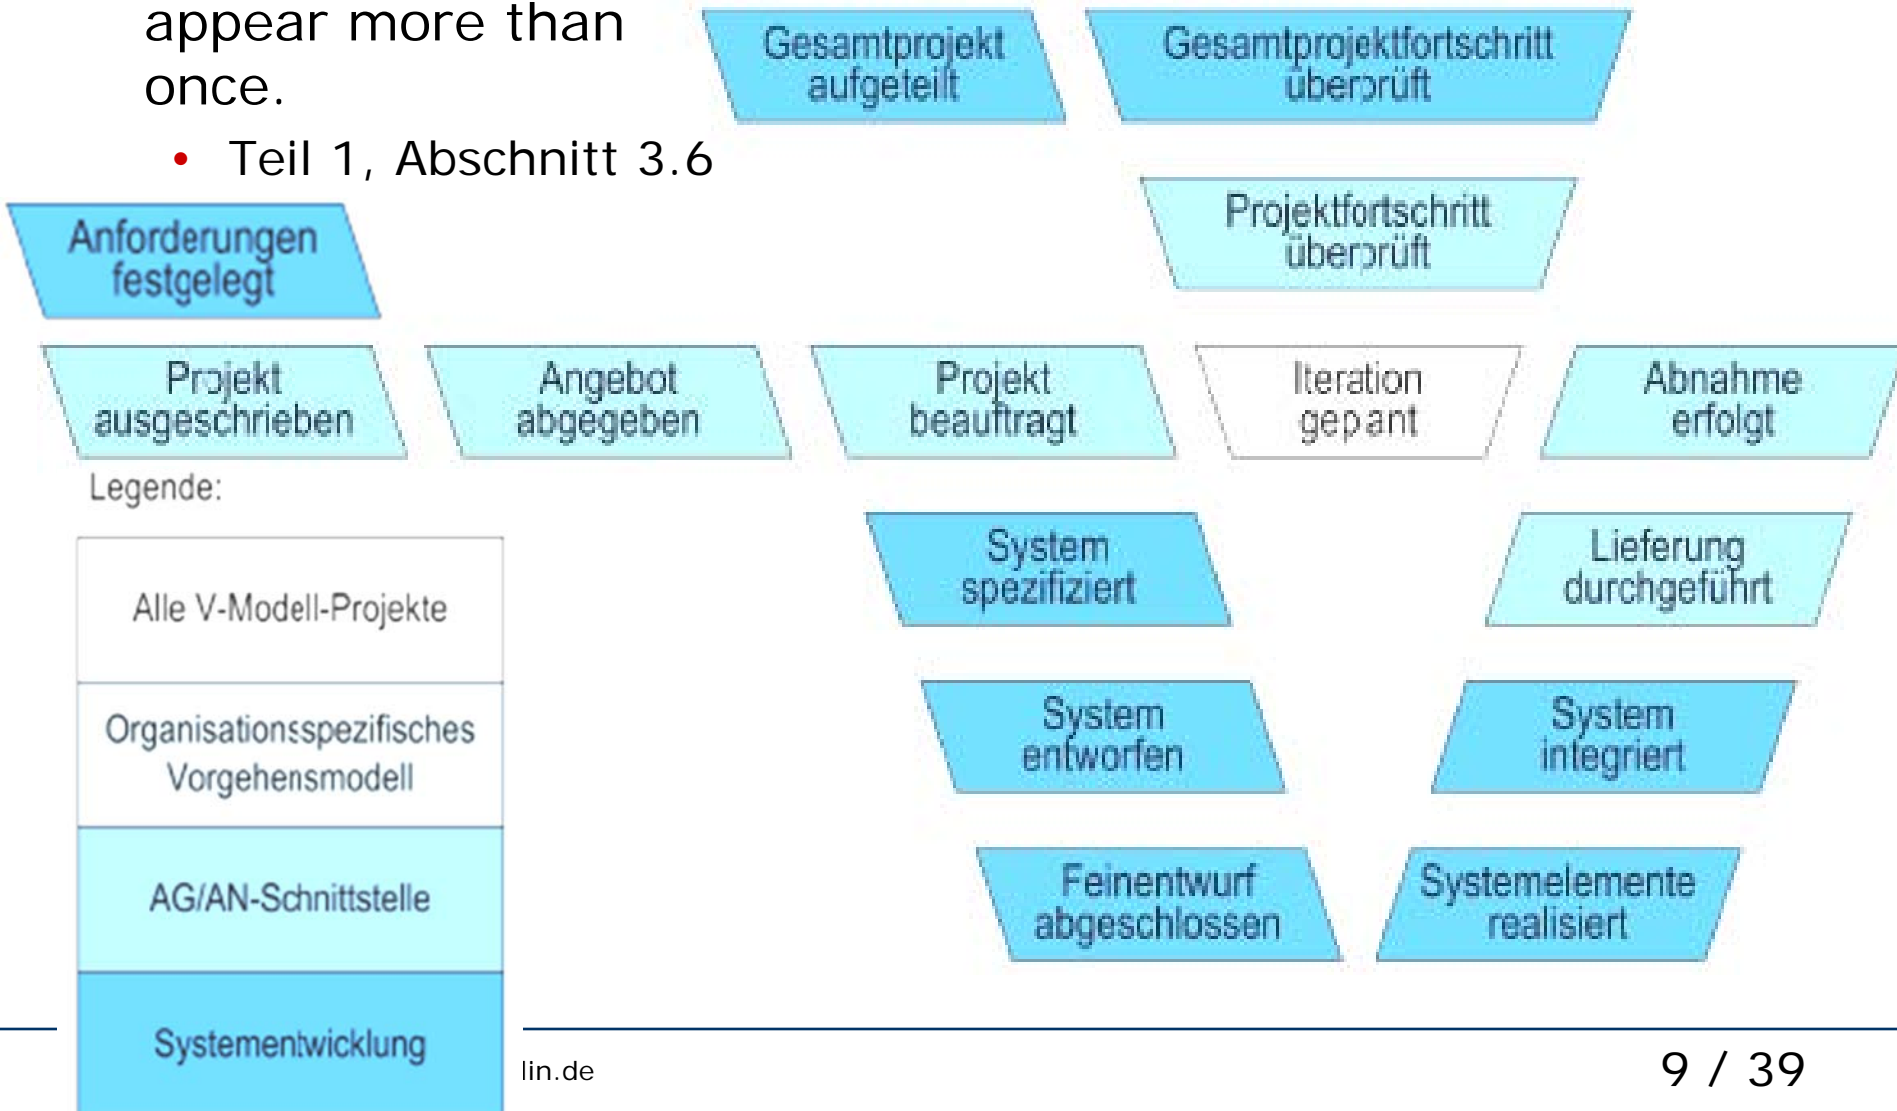 appear more than
once.
• Teil 1, Abschnitt 3.6
Gesamtprojekt
aufgeteilt
Gesamtprojektfortschritt
überprüft
Projektfortschritt
überprüft
Anforderungen
festgelegt
Projekt
ausgeschrieben
Angebot
abgegeben
Projekt
beauftragt
Iteration
geplant
Abnahme
erfolgt
System
spezifiziert
Lieferung
durchgeführt
System
entworfen
System
integriert
Feinentwurf
abgeschlossen
Systemelemente
realisiert
Legende:
Alle V-Modell-Projekte
Organisationsspezifisches
Vorgehensmodell
AG/AN-Schnittstelle
Systementwicklung
lin.de
9 / 39